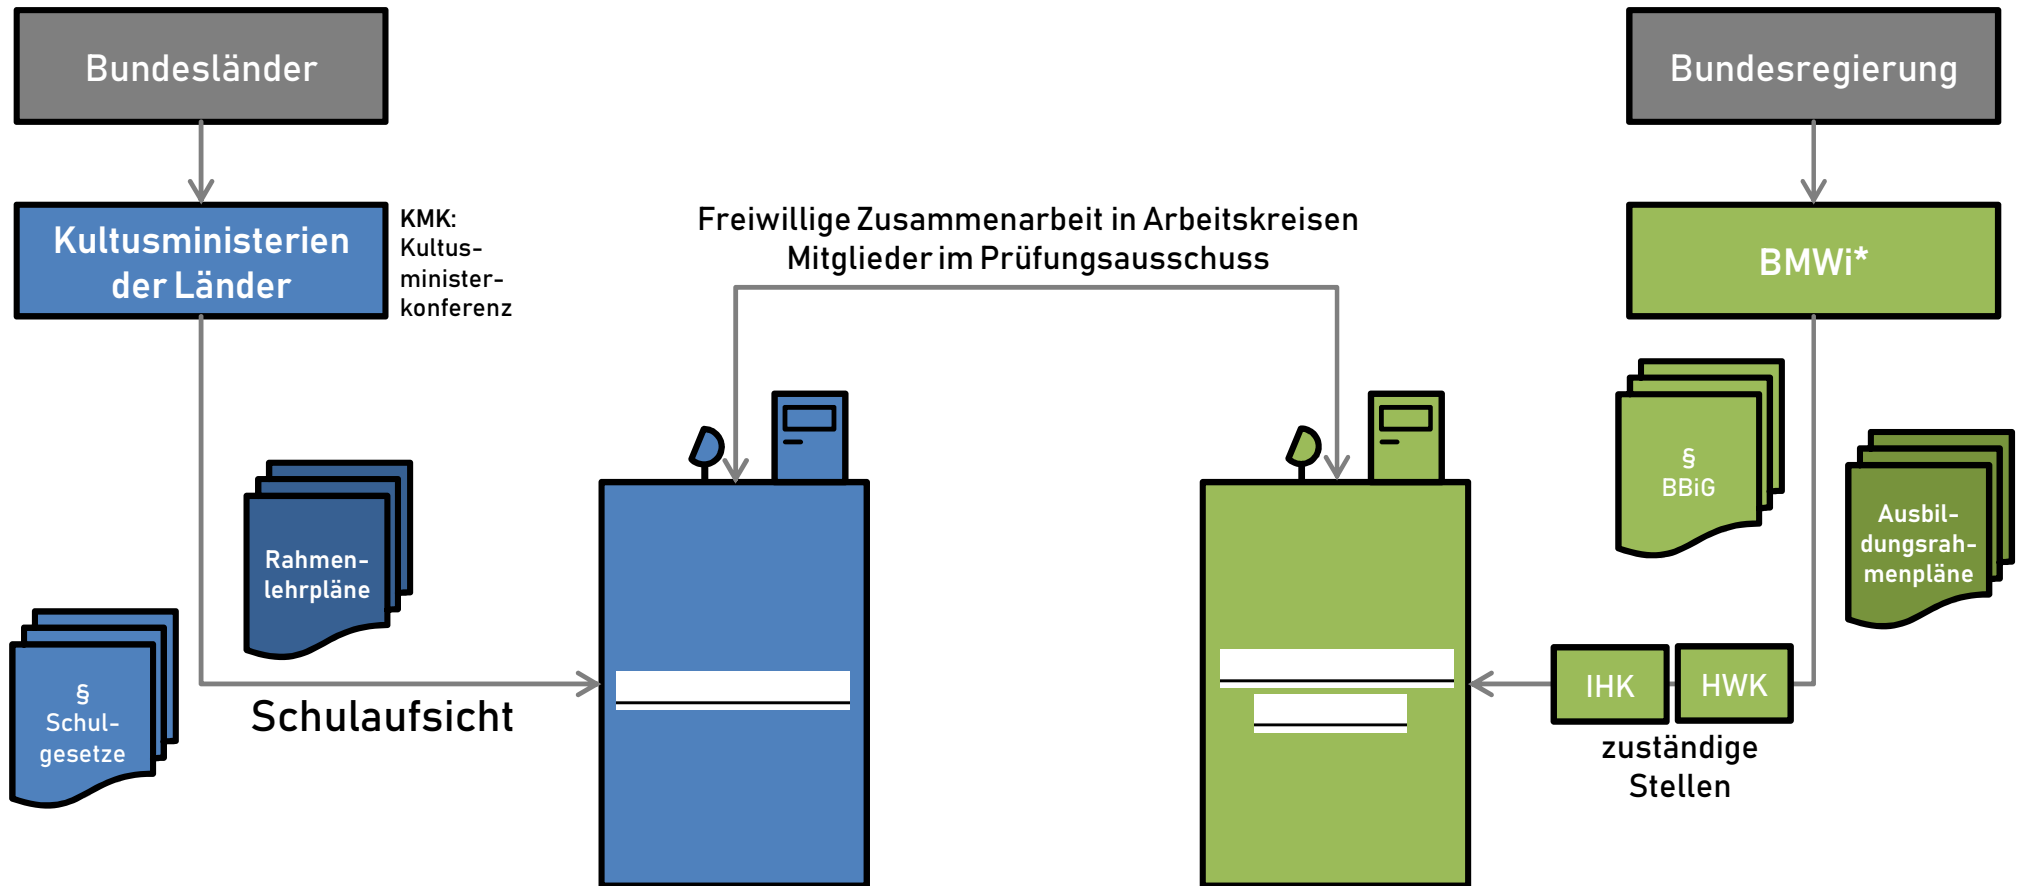 Bundesländer
Bundesregierung
Kultusministerien
der Länder
KMK:
Kultus-
minister-
konferenz
Freiwillige Zusammenarbeit in Arbeitskreisen
Mitglieder im Prüfungsausschuss
BMWi*
§
BBiG
Ausbil-
dungsrah-
menpläne
Rahmen-
lehrpläne
§
Schul-
gesetze
Schulaufsicht
IHK
HWK
zuständige
Stellen